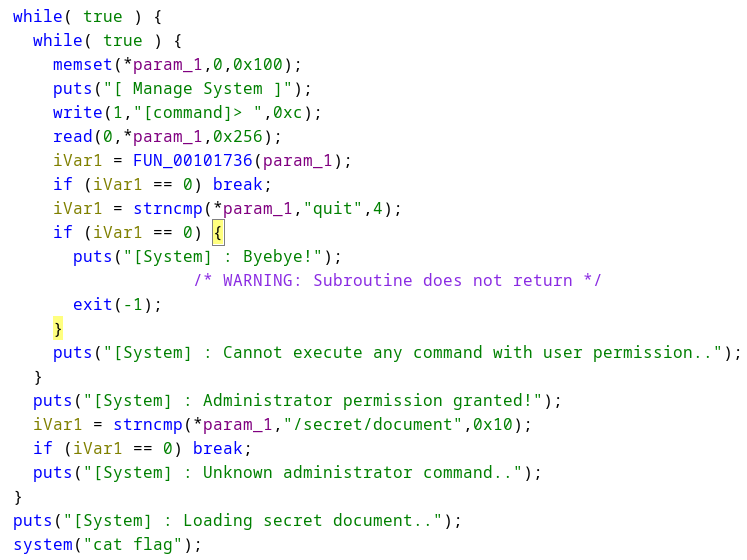 while( true ) {
  while( true ) {
    memset(*param_1,0,0x100);
    puts("[ Manage System ]");
    write(1,"[command]> ",0xc);
    read(0,*param_1,0x256);
    iVar1 = FUN_00101736(param_1);
    if (iVar1 == 0) break;
    iVar1 = strncmp(*param_1,"quit",4);
    if (iVar1 == 0) {
      puts("[System] : Byebye!");
                  /* WARNING: Subroutine does not return */
      exit(-1);
    }
    puts("[System] : Cannot execute any command with user permission..");
  }
  puts("[System] : Administrator permission granted!");
  iVar1 = strncmp(*param_1,"/secret/document",0x10);
  if (iVar1 == 0) break;
  puts("[System] : Unknown administrator command..");
}
puts("[System] : Loading secret document..");
system("cat flag");